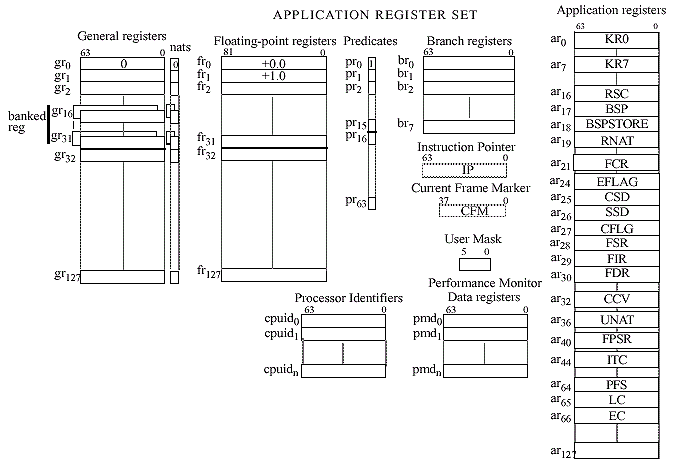 APPLICATION REGISTER SET
General registers
63 0
nats
gr0 0 0
gr1
gr2
banked
reg
gr16
gr31
gr32
gr127
Floating-point registers
81 0
fr0 +0.0
fr1 +1.0
fr2
fr31
fr32
fr127
Predicates
pr0 1
pr1
pr2
pr15
pr16
pr63
Branch registers
63 0
br0
br1
br2
br7
Instruction Pointer
63 0
IP
Current Frame Marker
37 0
CFM
User Mask
5 0
Processor Identifiers
63 0
cpuid0
cpuid1
cpuidn
Performance Monitor
Data registers
63 0
pmd0
pmd1
pmdn
Application registers
63 0
ar0 KR0
ar7 KR7
ar16 RSC
ar17 BSP
ar18 BSPSTORE
ar19 RNAT
ar21 FCR
ar24 EFLAG
ar25 CSD
ar26 SSD
ar27 CFLG
ar28 FSR
ar29 FIR
ar30 FDR
ar32 CCV
ar36 UNAT
ar40 FPSR
ar44 ITC
ar64 PFS
ar65 LC
ar66 EC
ar127